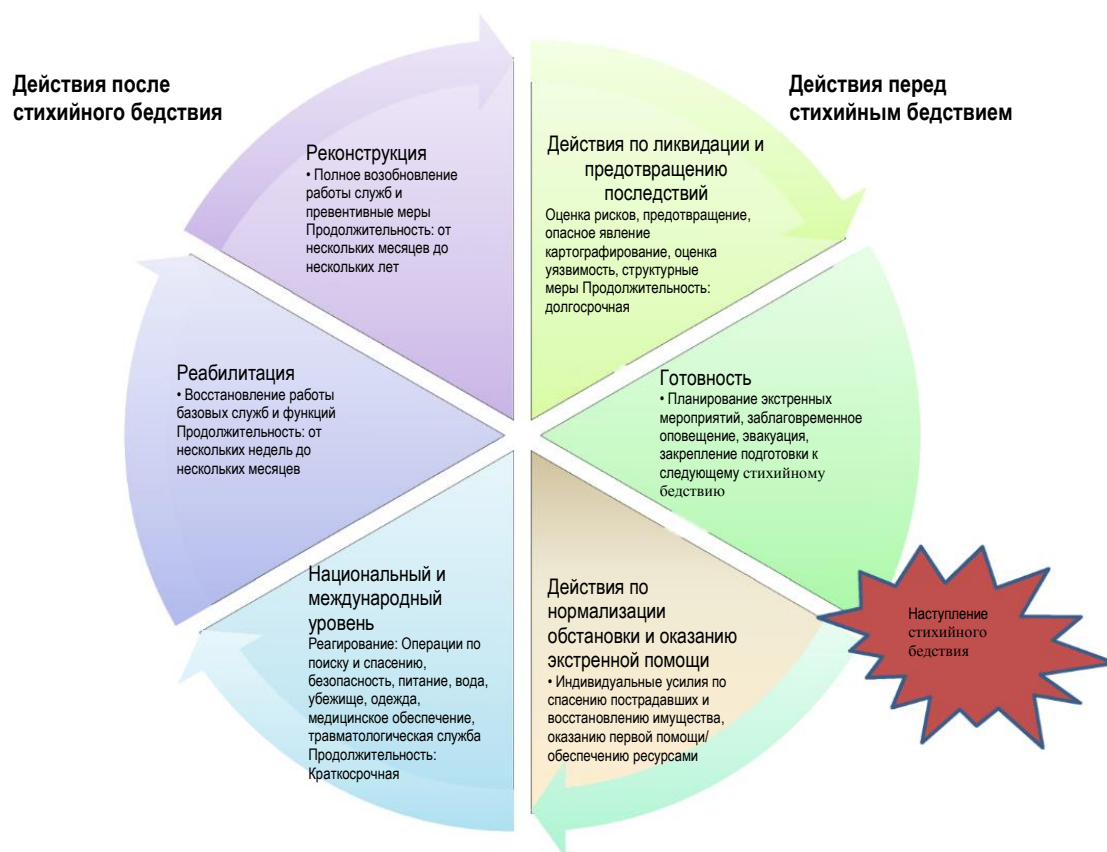 Действия после
стихийного бедствия
Действия перед
стихийным бедствием
Реконструкция
• Полное возобновление
работы служб и
превентивные меры
Продолжительность: от
нескольких месяцев до
нескольких лет
Действия по ликвидации и
предотвращению
последствий
Оценка рисков, предотвращение,
опасное явление
картографирование, оценка
уязвимость, структурные
меры Продолжительность:
долгосрочная
Реабилитация
• Восстановление работы
базовых служб и функций
Продолжительность: от
нескольких недель до
нескольких месяцев
Готовность
• Планирование экстренных
мероприятий, заблаговременное
оповещение, эвакуация,
закрепление подготовки к
следующему стихийному
бедствию
Национальный и
международный
уровень
Реагирование: Операции по
поиску и спасению,
безопасность, питание, вода,
убежище, одежда,
медицинское обеспечение,
травматологическая служба
Продолжительность:
Краткосрочная
Действия по
нормализации
обстановки и оказанию
экстренной помощи
• Индивидуальные усилия по
спасению пострадавших и
восстановлению имущества,
оказанию первой помощи/
обеспечению ресурсами
Наступление
стихийного
бедствия